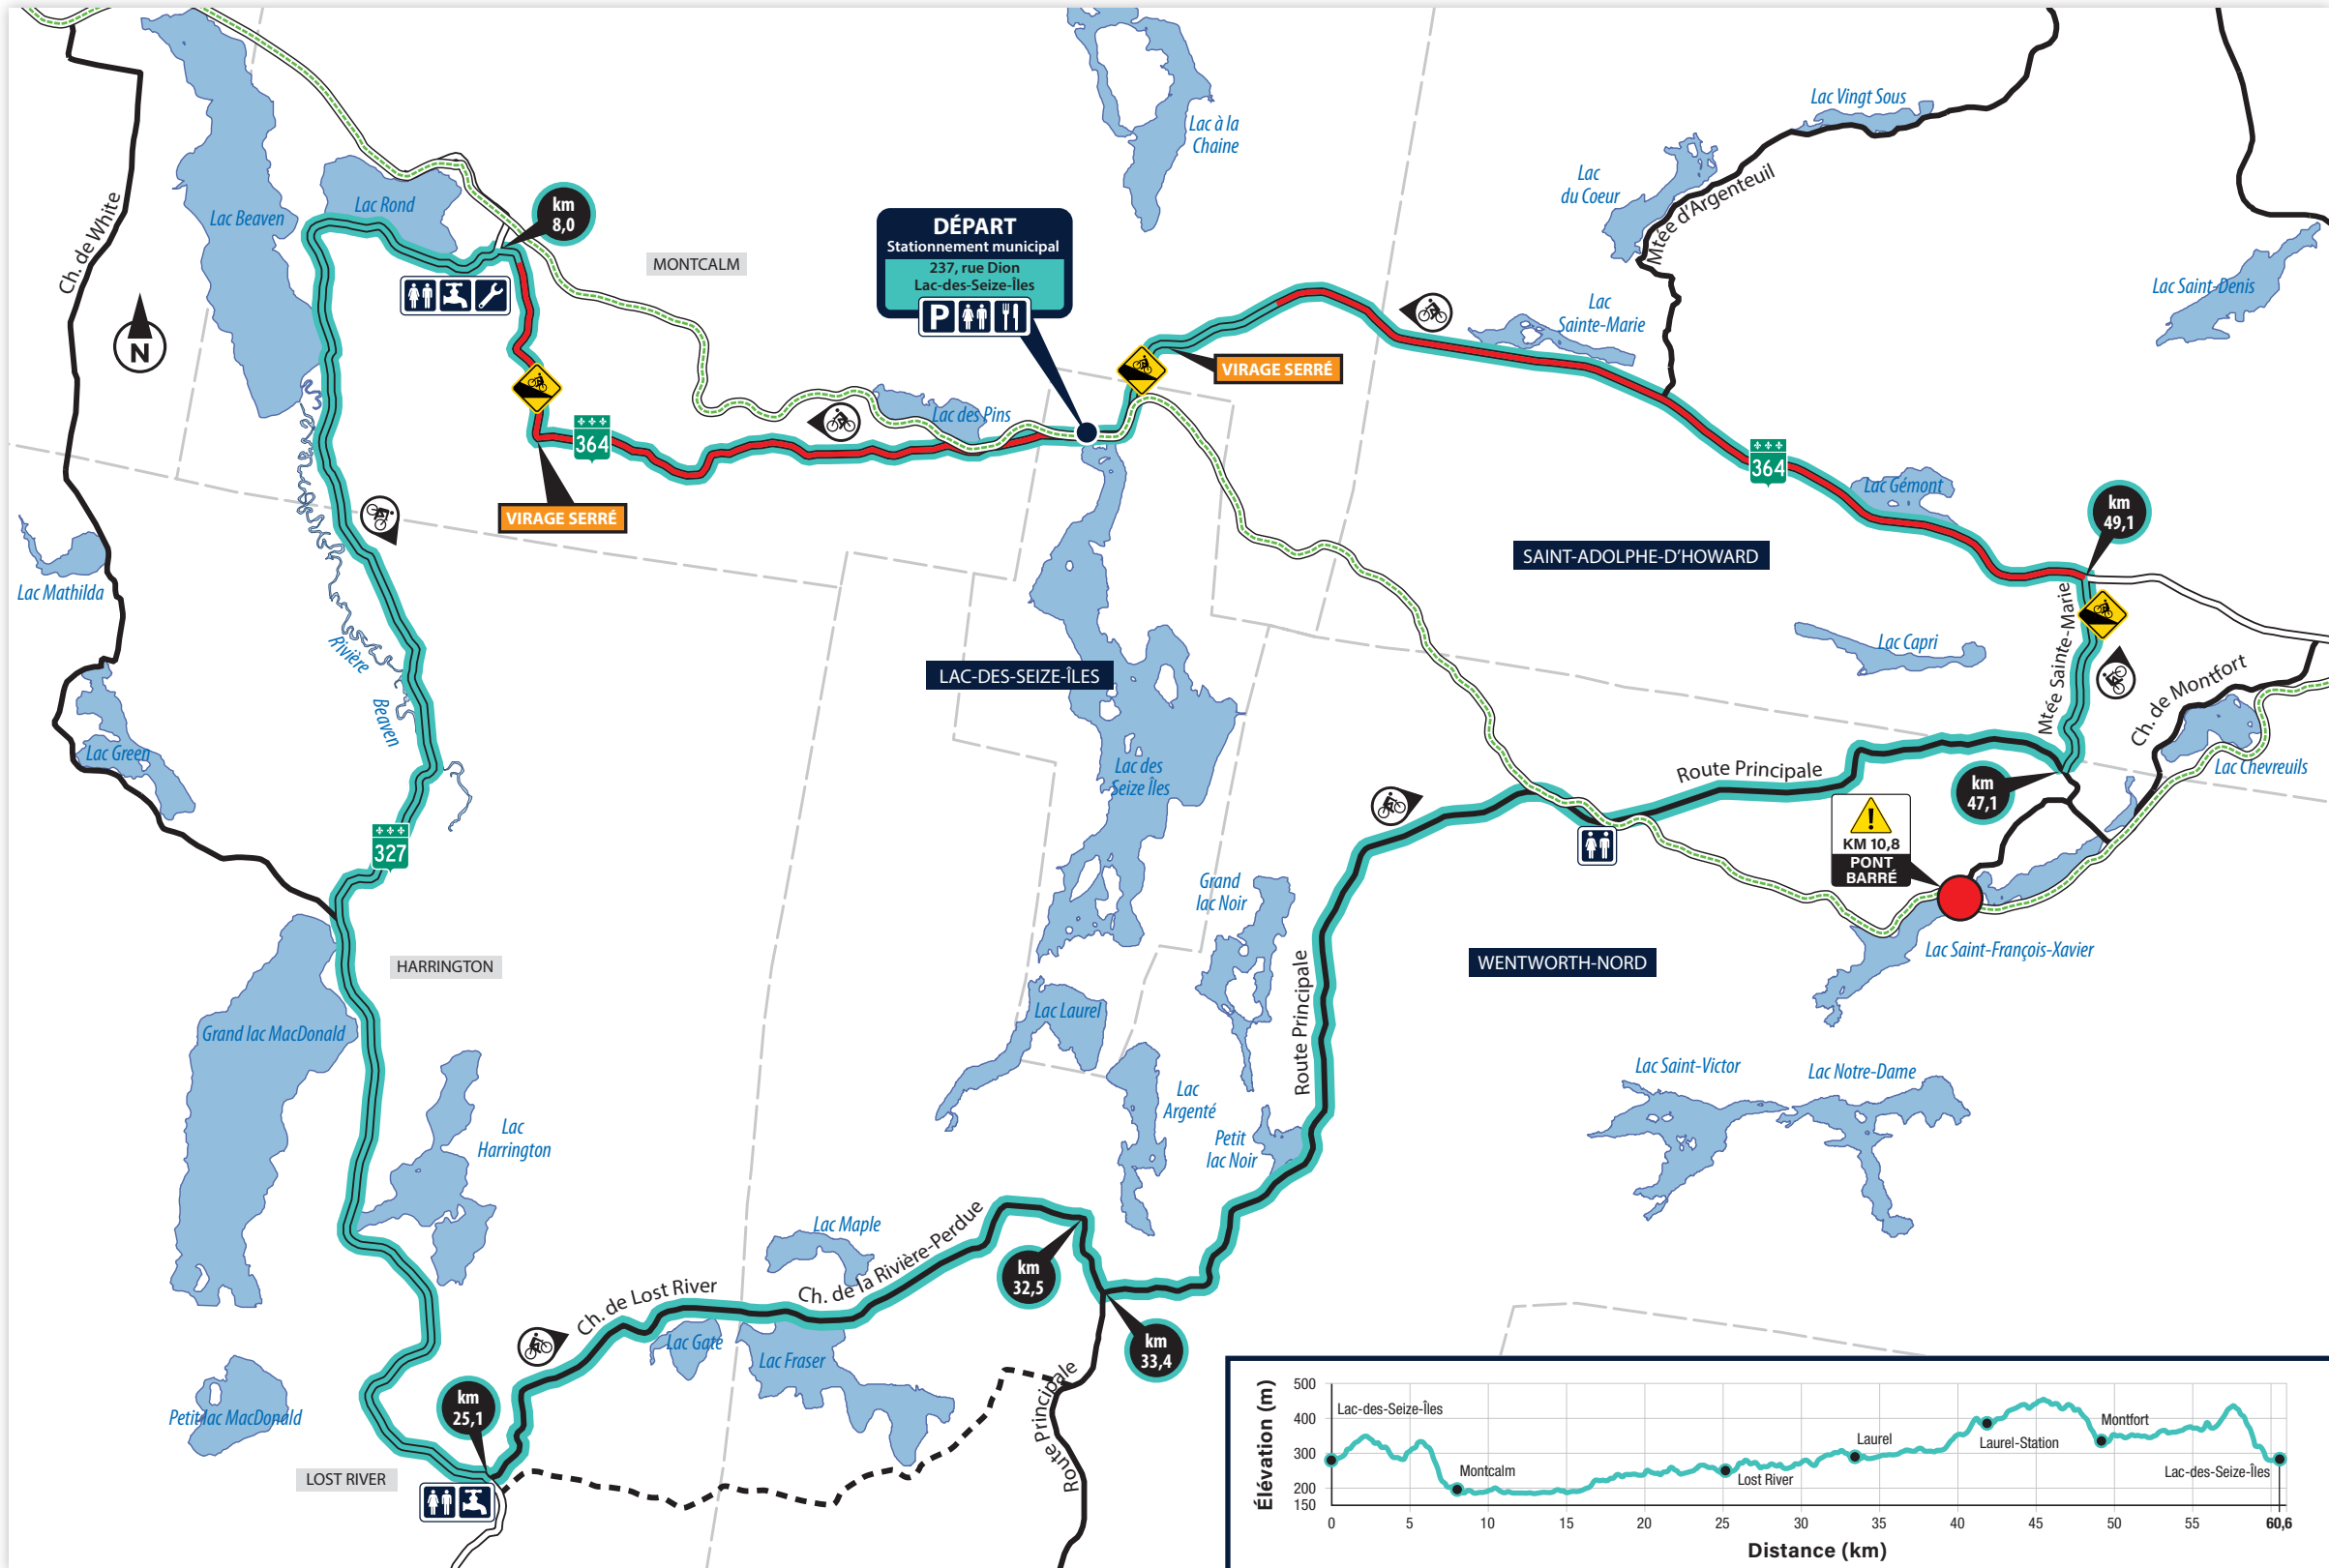 Lac Vingt Sous
Lac à la
Chaine
Lac
du Coeur
Mtée d'Argenteuil
Ch. de White
Lac Beaven
Lac Rond
km
8,0
MONTCALM
DÉPART
Stationnement municipal
237, rue Dion
Lac-des-Seize-Îles
P
Lac Saint-Denis
Lac
Sainte-Marie
N
VIRAGE SERRÉ
Lac des Pins
364
364
VIRAGE SERRÉ
Lac Gémont
km
49,1
SAINT-ADOLPHE-D'HOWARD
Lac Mathilda
Rivière
Beaven
LAC-DES-SEIZE-ÎLES
Lac Capri
Mtée Sainte-Marie
Ch. de Montfort
Lac Green
Lac des
Seize Îles
Route Principale
km
47,1
Lac Chevreuils
327
KM 10,8
PONT
BARRÉ
Grand
lac Noir
Lac Saint-François-Xavier
HARRINGTON
WENTWORTH-NORD
Grand lac MacDonald
Lac Laurel
Route Principale
Lac Saint-Victor
Lac Notre-Dame
Lac
Harrington
Lac
Argenté
Petit
lac Noir
Lac Maple
Ch. de la Rivière-Perdue
km
32,5
Ch. de Lost River
Lac Gate
Lac Fraser
km
33,4
Petit lac MacDonald
km
25,1
Route Principale
LOST RIVER
Élévation (m)
500
400
300
200
150
Lac-des-Seize-Îles
Montcalm
Lost River
Laurel
Laurel-Station
Montfort
Lac-des-Seize-Îles
0
5
10
15
20
25
30
35
40
45
50
55
60,6
Distance (km)